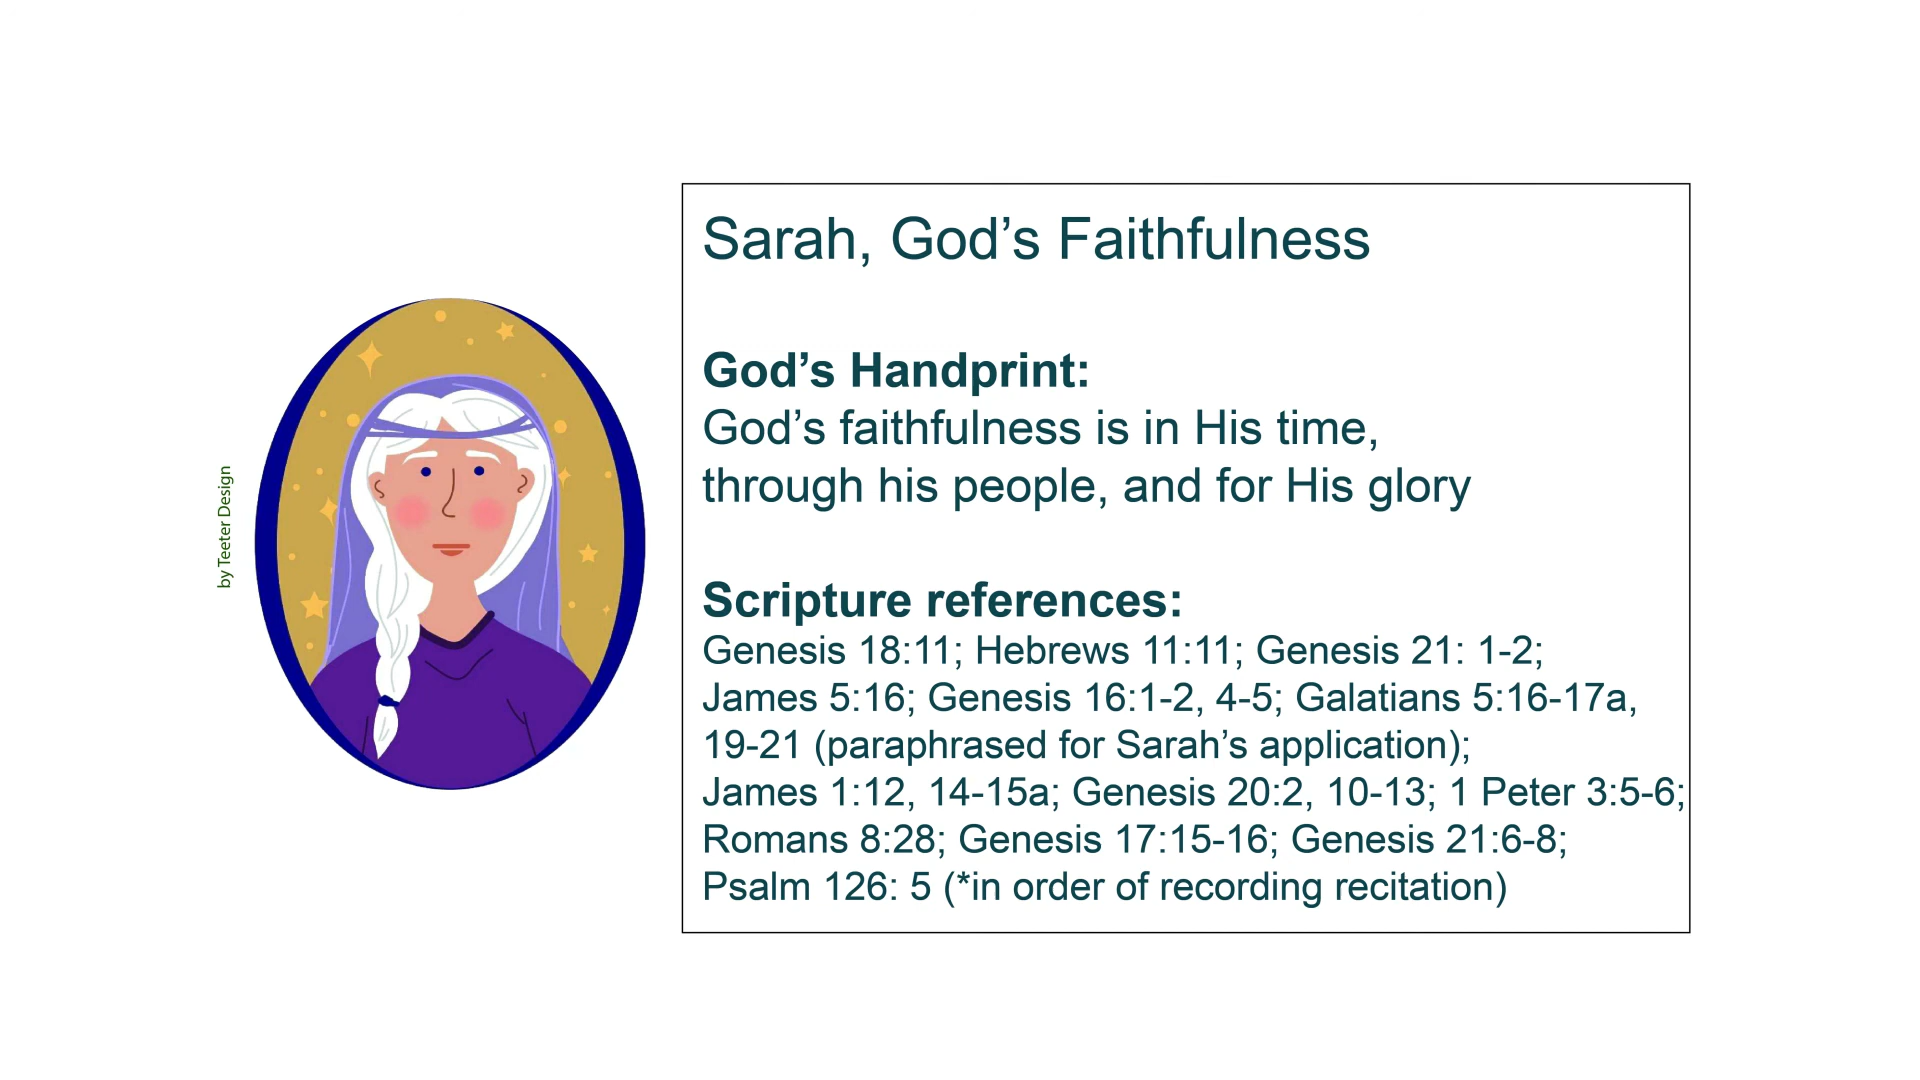 by Teeter Design
Sarah, God’s Faithfulness
God’s Handprint:
God’s faithfulness is in His time,
through his people, and for His glory
Scripture references:
Genesis 18:11; Hebrews 11:11; Genesis 21: 1-2;
James 5:16; Genesis 16:1-2, 4-5; Galatians 5:16-17a,
19-21 (paraphrased for Sarah’s application);
James 1:12, 14-15a; Genesis 20:2, 10-13; 1 Peter 3:5-6;
Romans 8:28; Genesis 17:15-16; Genesis 21:6-8;
Psalm 126: 5 (*in order of recording recitation)